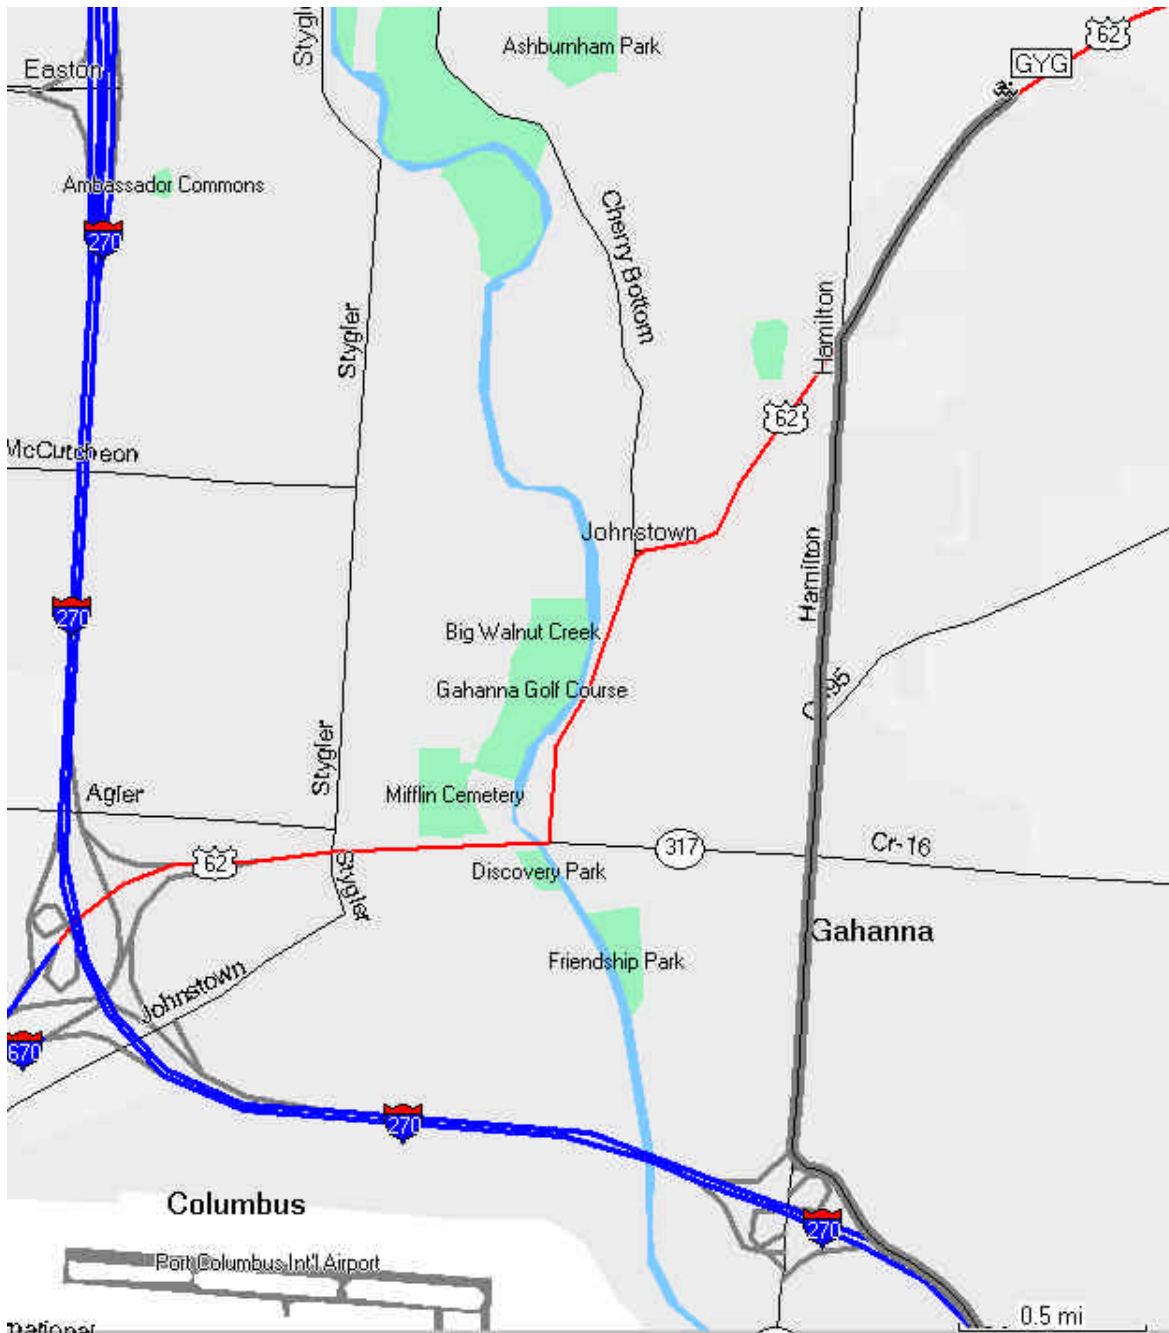 Stygl
Ashburnham Park
62
GYG
Easton
Ambassador Commons
270
Cherry Bottom
Stygler
Hamilton
62
McCutcheon
Johnstown
Hamilton
270
Big Walnut Creek
Gahanna Golf Course
Stygler
Agler
Mifflin Cemetery
62
317
Cr-16
Stygler
Discovery Park
Gahanna
Friendship Park
Johnstown
670
270
Columbus
270
Port Columbus Int'l Airport
0.5 mi